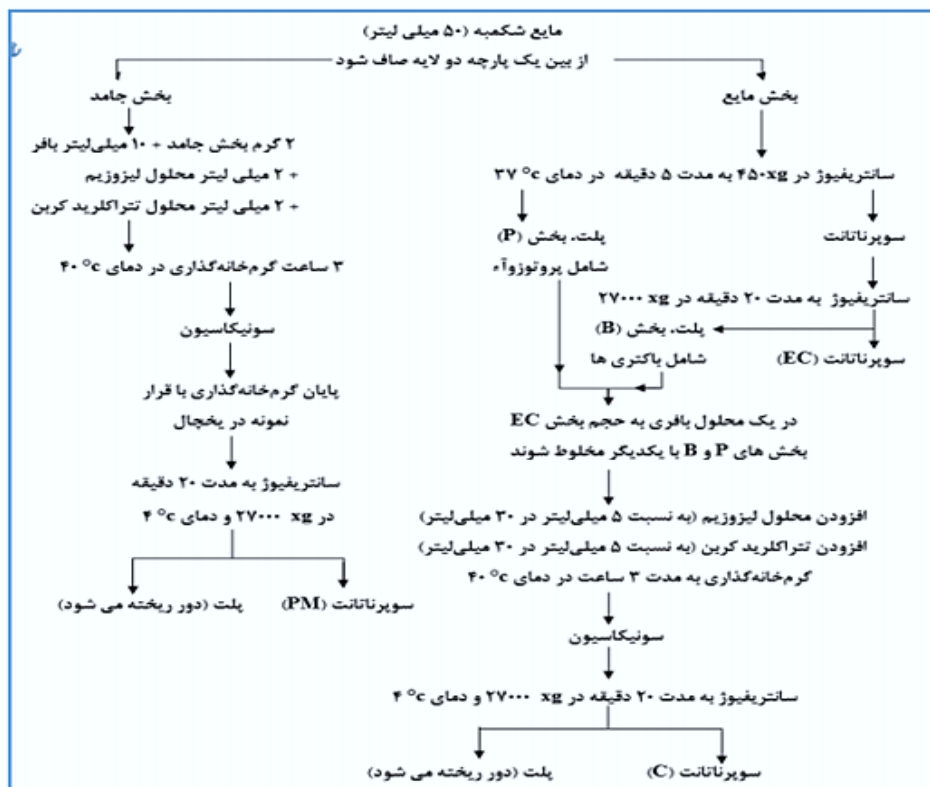 مایع شکمبه (۵۰ میلی لیتر)
از بین یک پارچه دو لایه صاف شود
بخش مایع
سانتریفیوژ در ۴۵۰xg به مدت ۵ دقیقه در دمای ۳۷ °c
سوپرناتانت
پلت، بخش (P)
شامل پروتوزوآء
سانتریفیوژ به مدت ۲۰ دقیقه در ۲۷۰۰۰ xg
پلت، بخش (B)
شامل باکتری ها
سوپرناتانت (EC)
در یک محلول بافری به حجم بخش EC
بخش های P و B با یکدیگر مخلوط شوند
افزودن محلول لیزوزیم (به نسبت ۵ میلی‌لیتر در ۳۰ میلی‌لیتر)
افزودن تتراکلرید کربن (به نسبت ۵ میلی‌لیتر در ۳۰ میلی‌لیتر)
گرم‌خانه‌گذاری به مدت ۳ ساعت در دمای ۴۰ °c
سونیکاسیون
سانتریفیوژ به مدت ۲۰ دقیقه در ۲۷۰۰۰ xg و دمای ۴ °c
سوپرناتانت (C)
پلت (دور ریخته می شود)
بخش جامد
۲ گرم بخش جامد + ۱۰ میلی‌لیتر بافر
+ ۲ میلی لیتر محلول لیزوزیم
+ ۲ میلی لیتر محلول تتراکلرید کربن
۳ ساعت گرم‌خانه‌گذاری در دمای ۴۰ °c
سونیکاسیون
پایان گرم‌خانه‌گذاری با قرار
نمونه در یخچال
سانتریفیوژ به مدت ۲۰ دقیقه
در ۲۷۰۰۰ xg و دمای ۴ °c
سوپرناتانت (PM)
پلت (دور ریخته می شود)